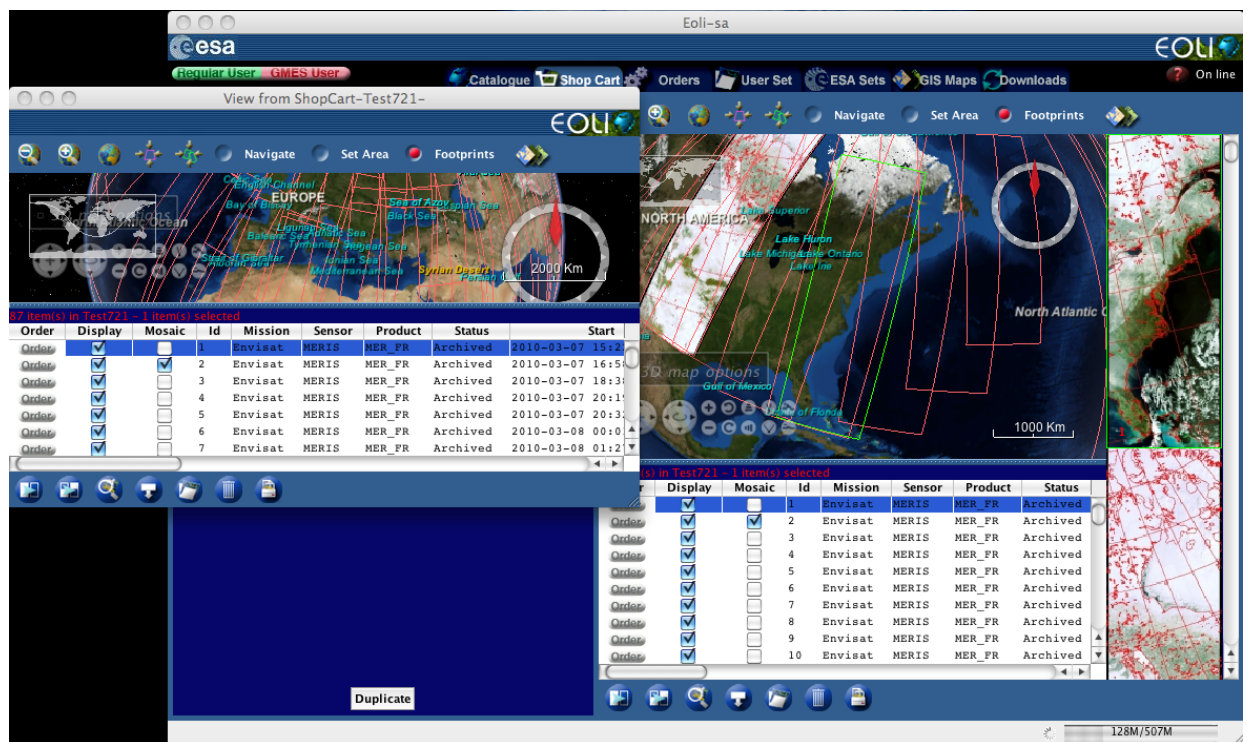 Eoli-sa
esa
EOLI
Regular User GMES User
Catalogue Shop Cart Orders User Set ESA Sets GIS Maps Downloads
On line
View from ShopCart-Test721-
EOLI
Navigate Set Area Footprints
English Channel
EUROPE
Bay of Biscay
Sea of Azov
Caspian Sea
Black Sea
Ligurian Sea
Adriatic Sea
Balearic Sea
Tyrrhenian Sea
Aegean Sea
Strait of Gibraltar
Alboran Sea
Ionian Sea
Mediterranean Sea
Syrian Desert
Persian
2000 Km
87 item(s) in Test721 - 1 item(s) selected
Order Display Mosaic Id Mission Sensor Product Status Start
Order 1 Envisat MERIS MER_FR Archived 2010-03-07 15:2
Order 2 Envisat MERIS MER_FR Archived 2010-03-07 16:5
Order 3 Envisat MERIS MER_FR Archived 2010-03-07 18:3
Order 4 Envisat MERIS MER_FR Archived 2010-03-07 20:1
Order 5 Envisat MERIS MER_FR Archived 2010-03-07 20:3
Order 6 Envisat MERIS MER_FR Archived 2010-03-08 00:0
Order 7 Envisat MERIS MER_FR Archived 2010-03-08 01:2
Navigate Set Area Footprints
NORTH AMERICA
Lake Superior
Lake Huron
Lake Michigan
Lake Ontario
North Atlantic
3D map options
Gulf of Mexico
of Florida
1000 Km
in Test721 - 1 item(s) selected
Display Mosaic Id Mission Sensor Product Status
Order 1 Envisat MERIS MER_FR Archived
Order 2 Envisat MERIS MER_FR Archived
Order 3 Envisat MERIS MER_FR Archived
Order 4 Envisat MERIS MER_FR Archived
Order 5 Envisat MERIS MER_FR Archived
Order 6 Envisat MERIS MER_FR Archived
Order 7 Envisat MERIS MER_FR Archived
Order 8 Envisat MERIS MER_FR Archived
Order 9 Envisat MERIS MER_FR Archived
Order 10 Envisat MERIS MER_FR Archived
1
Duplicate
128M/507M